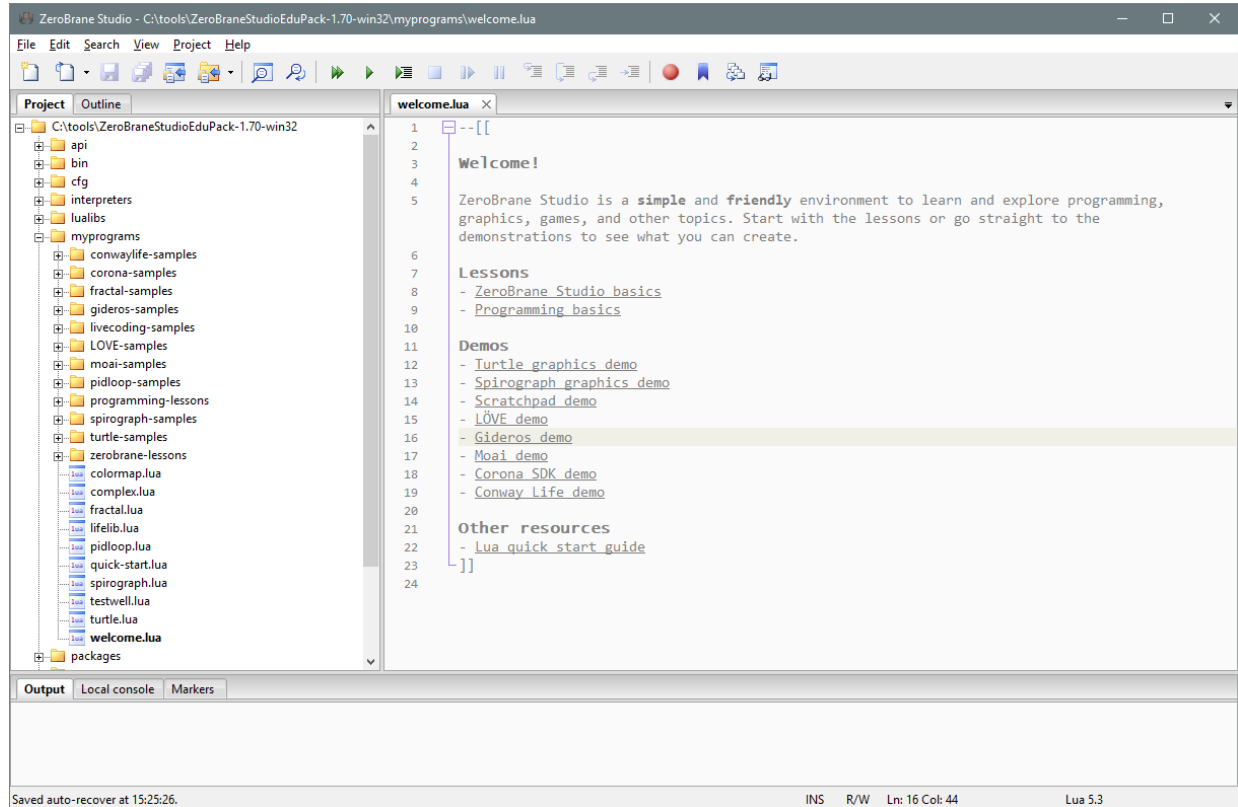 ZeroBrane Studio - C:\tools\ZeroBraneStudioEduPack-1.70-win32\myprograms\welcome.lua
File Edit Search View Project Help
Project Outline
C:\tools\ZeroBraneStudioEduPack-1.70-win32
api
bin
cfg
interpreters
lualibs
myprograms
conwaylife-samples
corona-samples
fractal-samples
gideros-samples
livecoding-samples
LOVE-samples
moai-samples
pidloop-samples
programming-lessons
spirograph-samples
turtle-samples
zerobrane-lessons
colormap.lua
complex.lua
fractal.lua
lifelib.lua
pidloop.lua
quick-start.lua
spirograph.lua
testwell.lua
turtle.lua
welcome.lua
packages
welcome.lua
1 --[[
2
3 Welcome!
4
5 ZeroBrane Studio is a simple and friendly environment to learn and explore programming,
graphics, games, and other topics. Start with the lessons or go straight to the
demonstrations to see what you can create.
6
7 Lessons
8 - ZeroBrane Studio basics
9 - Programming basics
10
11 Demos
12 - Turtle graphics demo
13 - Spirograph graphics demo
14 - Scratchpad demo
15 - LÖVE demo
16 - Gideros demo
17 - Moai demo
18 - Corona SDK demo
19 - Conway Life demo
20
21 Other resources
22 - Lua quick start guide
23 ]]
24
Output Local console Markers
Saved auto-recover at 15:25:26. INS R/W Ln: 16 Col: 44 Lua 5.3